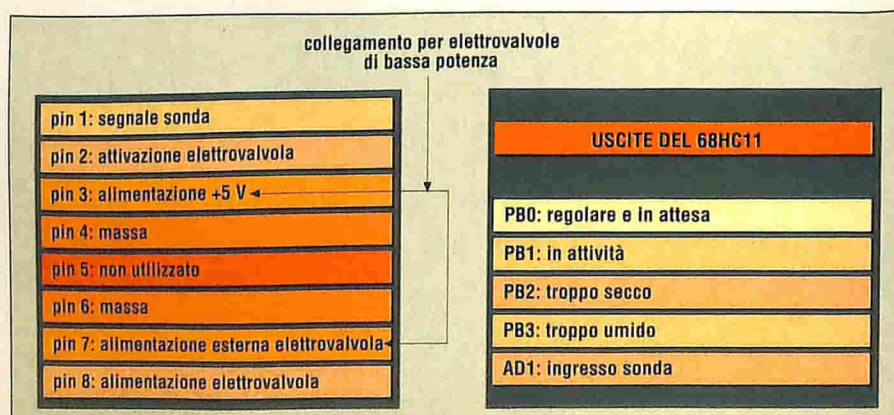 collegamento per elettrovalvole
di bassa potenza
pin 1: segnale sonda
pin 2: attivazione elettrovalvola
pin 3: alimentazione +5 V
pin 4: massa
pin 5: non utilizzato
pin 6: massa
pin 7: alimentazione esterna elettrovalvola
pin 8: alimentazione elettrovalvola
USCITE DEL 68HC11
PB0: regolare e in attesa
PB1: in attività
PB2: troppo secco
PB3: troppo umido
AD1: ingresso sonda